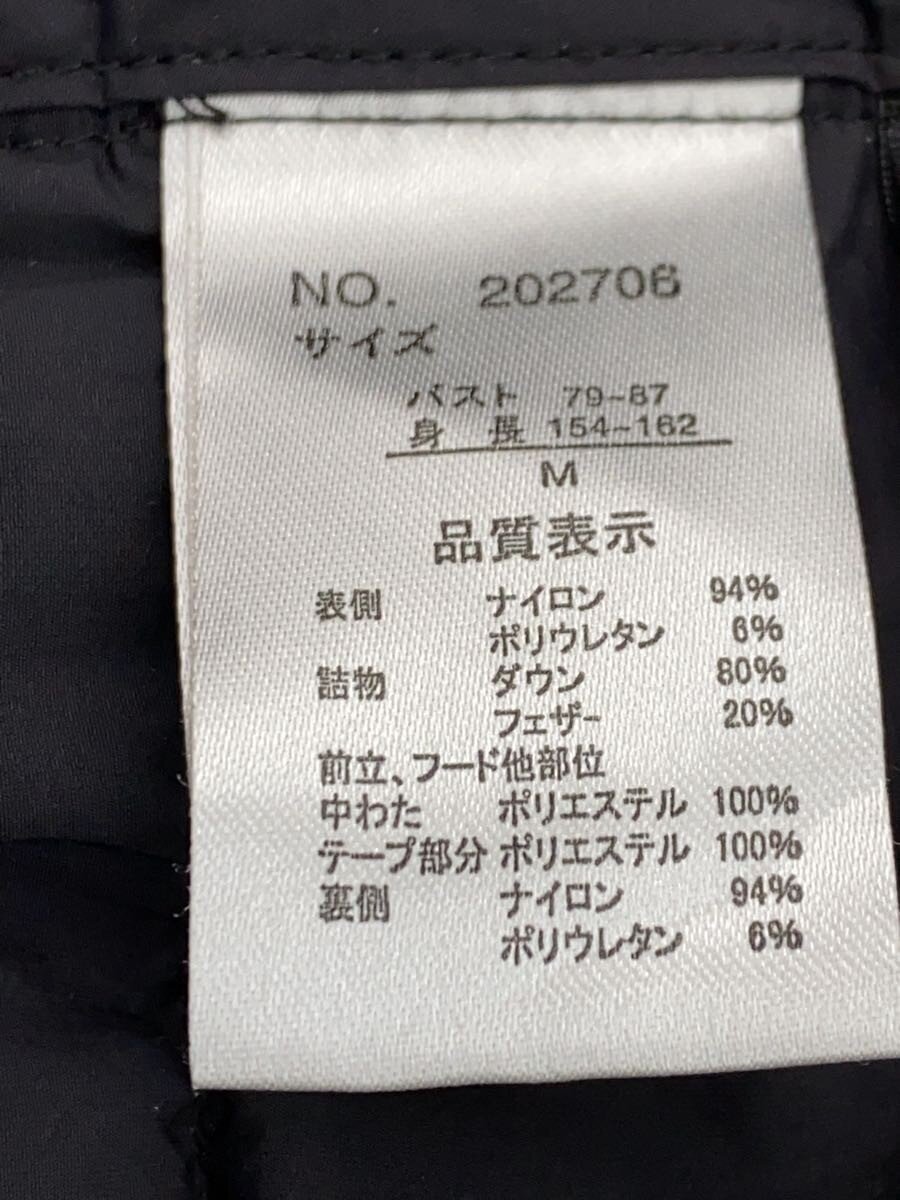 NO. 202706
サイズ
バスト 79~87
身 長 154~162
M
品質表示
表側 ナイロン 94%
ポリウレタン 6%
詰物 ダウン 80%
フェザー 20%
前立、フード他部位
中わた ポリエステル 100%
テープ部分 ポリエステル 100%
裏側 ナイロン 94%
ポリウレタン 6%